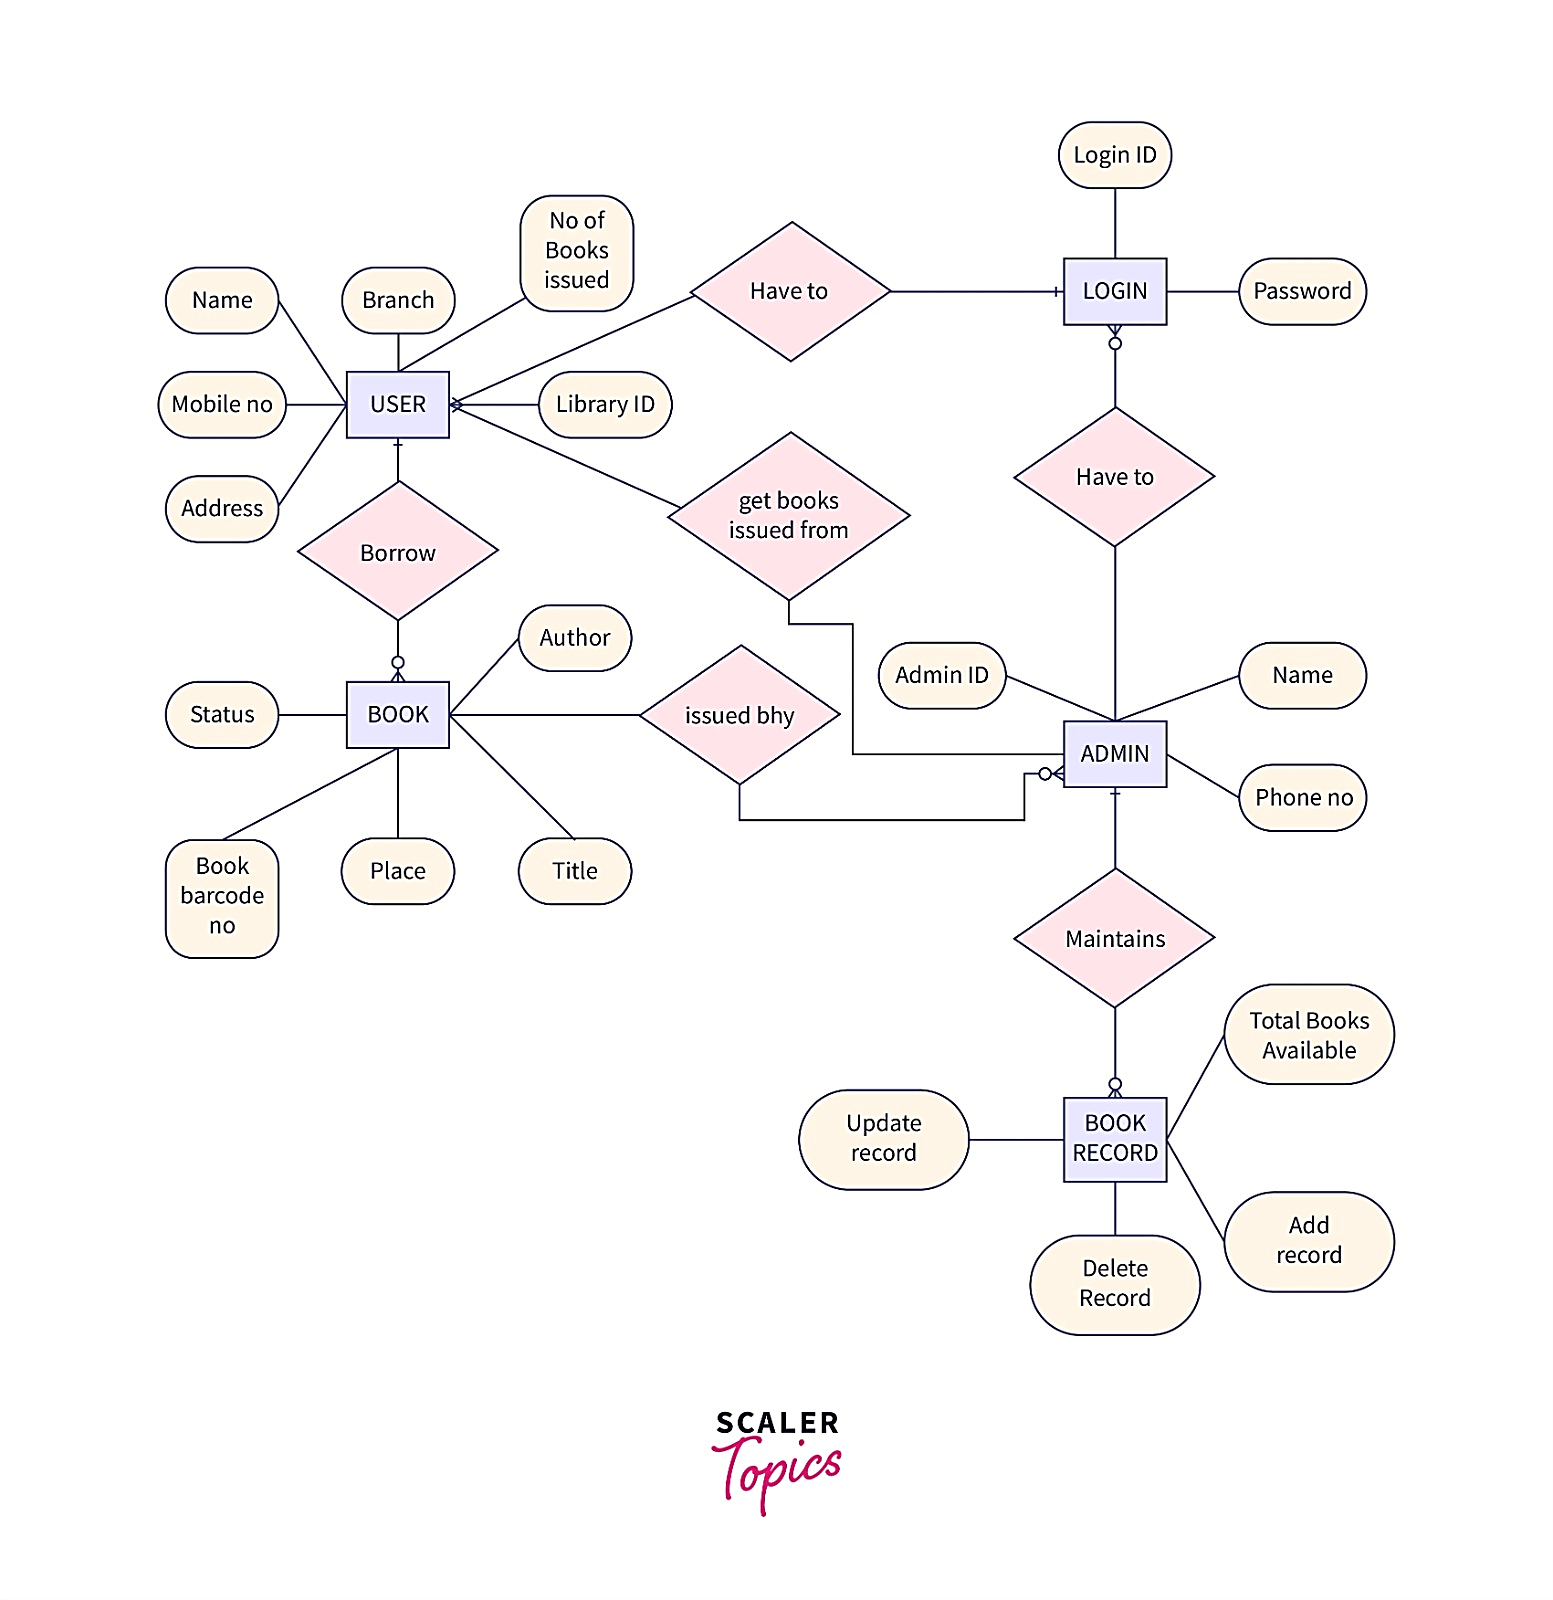 Login ID
No of
Books
issued
Name
Branch
Have to
LOGIN
Password
Mobile no
USER
Library ID
Address
get books
issued from
Have to
Borrow
Author
Admin ID
Name
Status
BOOK
issued bhy
ADMIN
Phone no
Book
barcode
no
Place
Title
Maintains
Total Books
Available
Update
record
BOOK
RECORD
Add
record
Delete
Record
SCALER
Topics